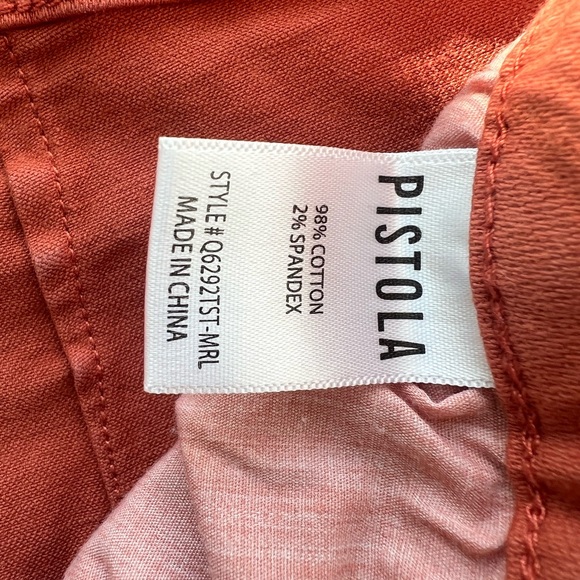 PISTOLA
98% COTTON
2% SPANDEX
STYLE# Q6292TST-MRL
MADE IN CHINA